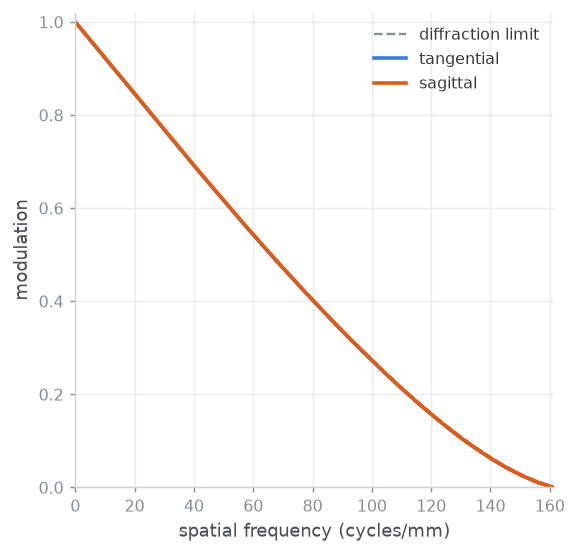 diffraction limit
tangential
sagittal
modulation
1.0
0.8
0.6
0.4
0.2
0.0
0 20 40 60 80 100 120 140 160
spatial frequency (cycles/mm)